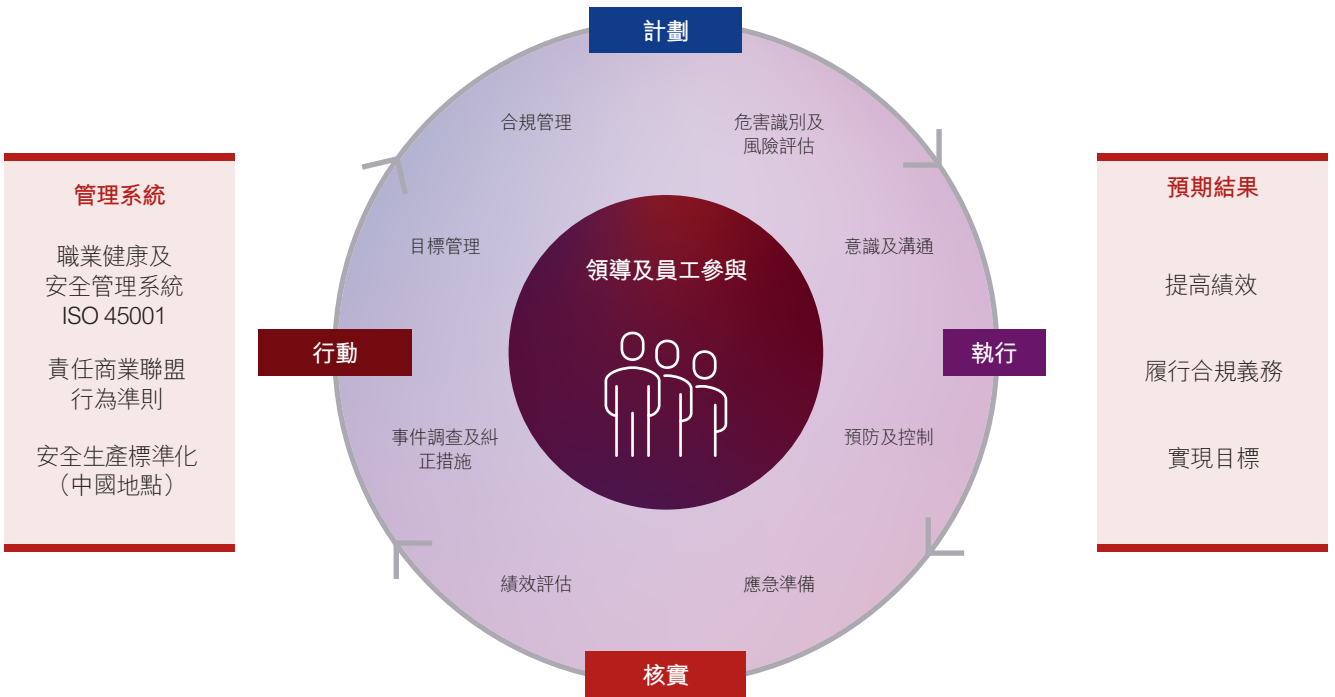 管理系統
職業健康及
安全管理系統
ISO 45001
責任商業聯盟
行為準則
安全生產標準化
（中國地點）
計劃
合規管理
危害識別及
風險評估
目標管理
意識及溝通
領導及員工參與
行動
執行
事件調查及糾
正措施
預防及控制
績效評估
應急準備
核實
預期結果
提高績效
履行合規義務
實現目標